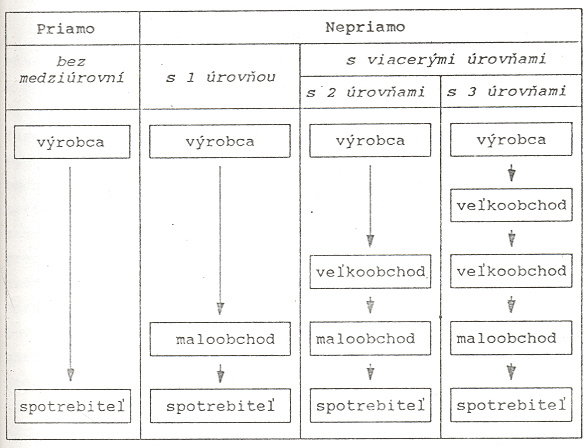 Priamo
Nepriamo
bez
medziúrovní
s 1 úrovňou
s viacerými úrovňami
s 2 úrovňami
s 3 úrovňami
výrobca
výrobca
výrobca
výrobca
veľkoobchod
veľkoobchod
veľkoobchod
maloobchod
maloobchod
maloobchod
spotrebiteľ
spotrebiteľ
spotrebiteľ
spotrebiteľ